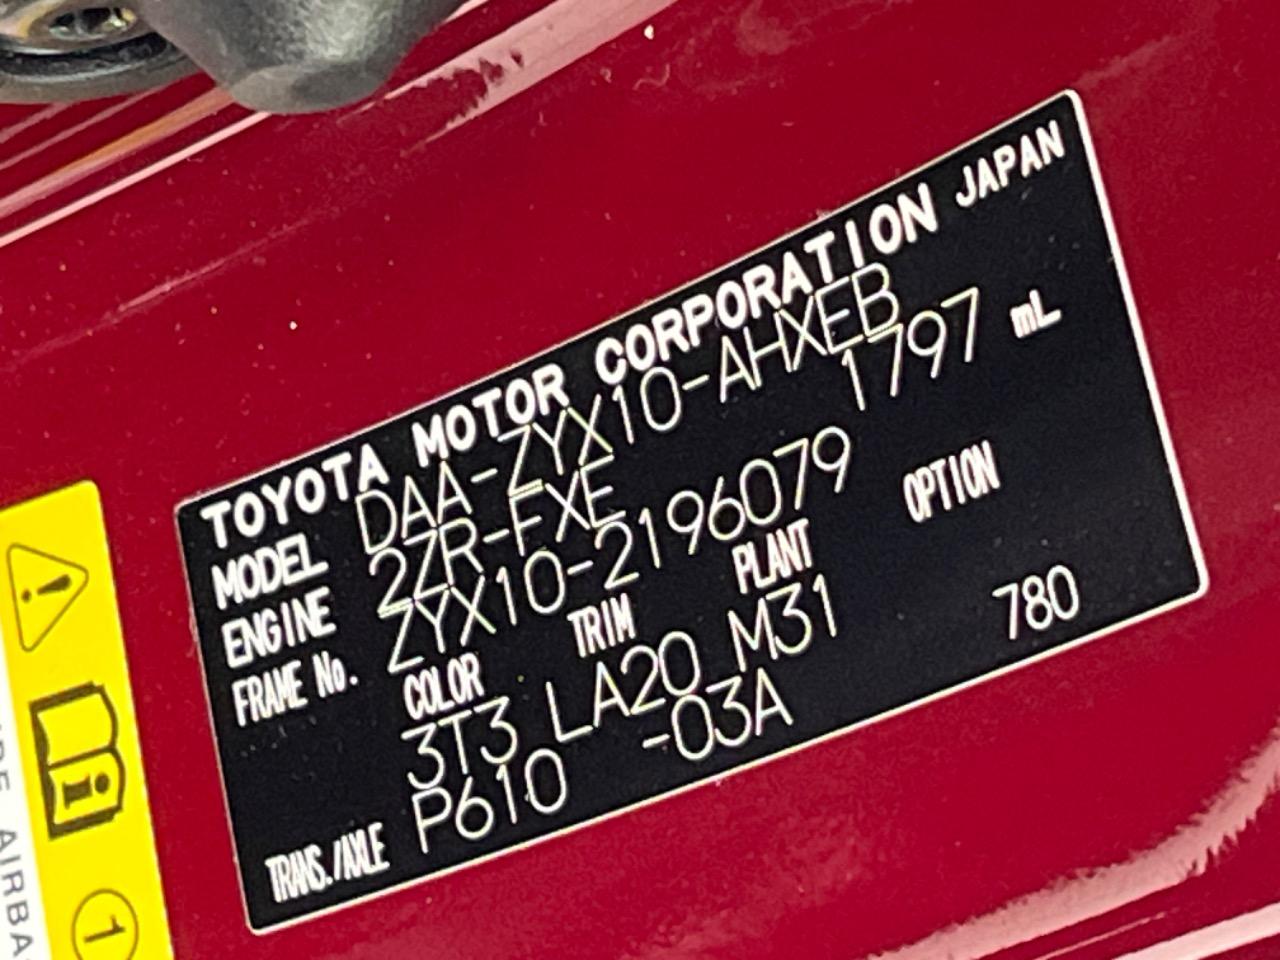 TOYOTA MOTOR CORPORATION JAPAN
MODEL DAA-ZYX10-AHXEB
ENGINE 2ZR-FXE 1797 mL
FRAME No. ZYX10-2196079
COLOR TRIM PLANT OPTION
3T3 LA20 M31 780
TRANS./AXLE P610 -03A
1